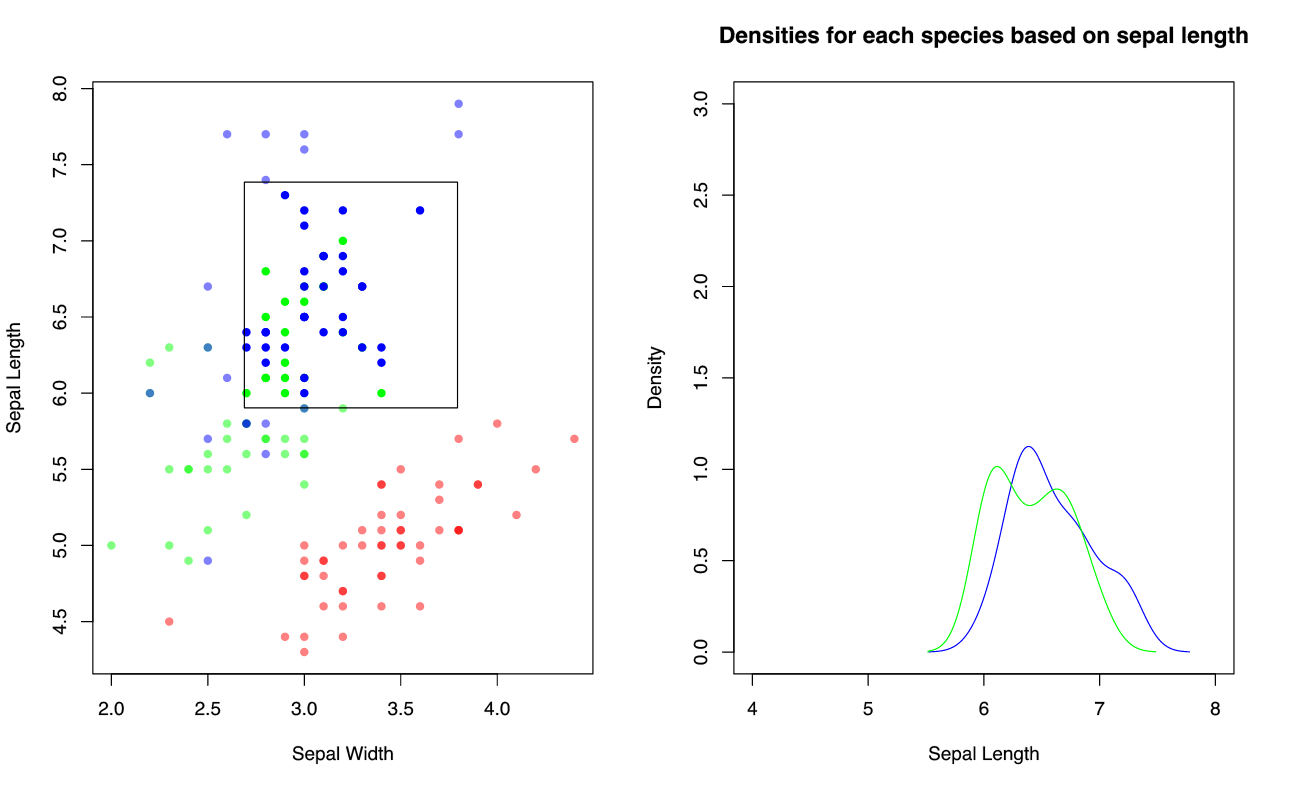 Densities for each species based on sepal length
Sepal Length
8.0
7.5
7.0
6.5
6.0
5.5
5.0
4.5
2.0 2.5 3.0 3.5 4.0
Sepal Width
Density
3.0
2.5
2.0
1.5
1.0
0.5
0.0
4 5 6 7 8
Sepal Length